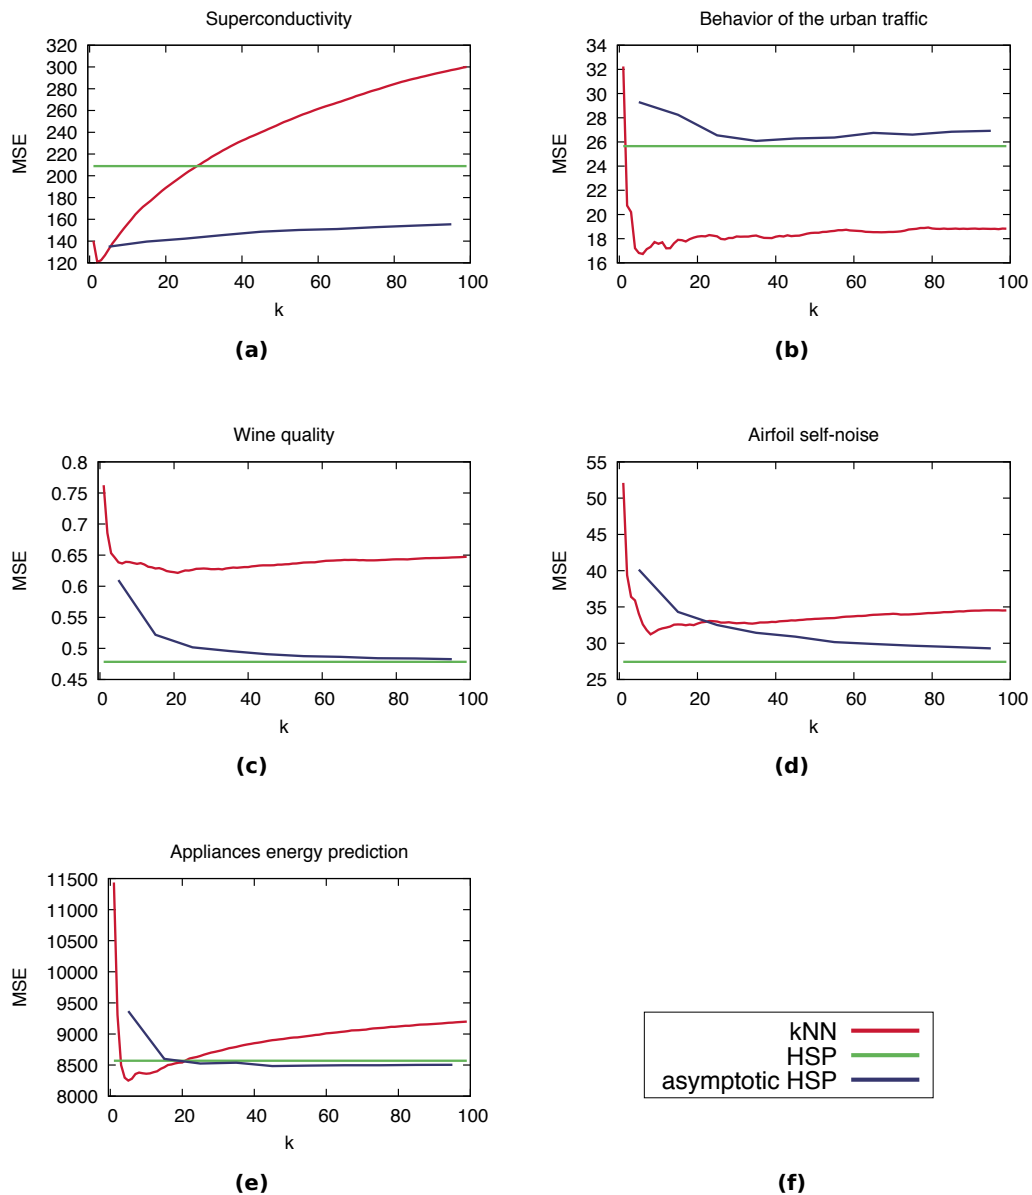 Superconductivity
320
300
280
260
240
220
200
180
160
140
120
MSE
0 20 40 60 80 100
k
(a)
Behavior of the urban traffic
34
32
30
28
26
24
22
20
18
16
MSE
0 20 40 60 80 100
k
(b)
Wine quality
0.8
0.75
0.7
0.65
0.6
0.55
0.5
0.45
MSE
0 20 40 60 80 100
k
(c)
Airfoil self-noise
55
50
45
40
35
30
25
MSE
0 20 40 60 80 100
k
(d)
Appliances energy prediction
11500
11000
10500
10000
9500
9000
8500
8000
MSE
0 20 40 60 80 100
k
(e)
kNN
HSP
asymptotic HSP
(f)